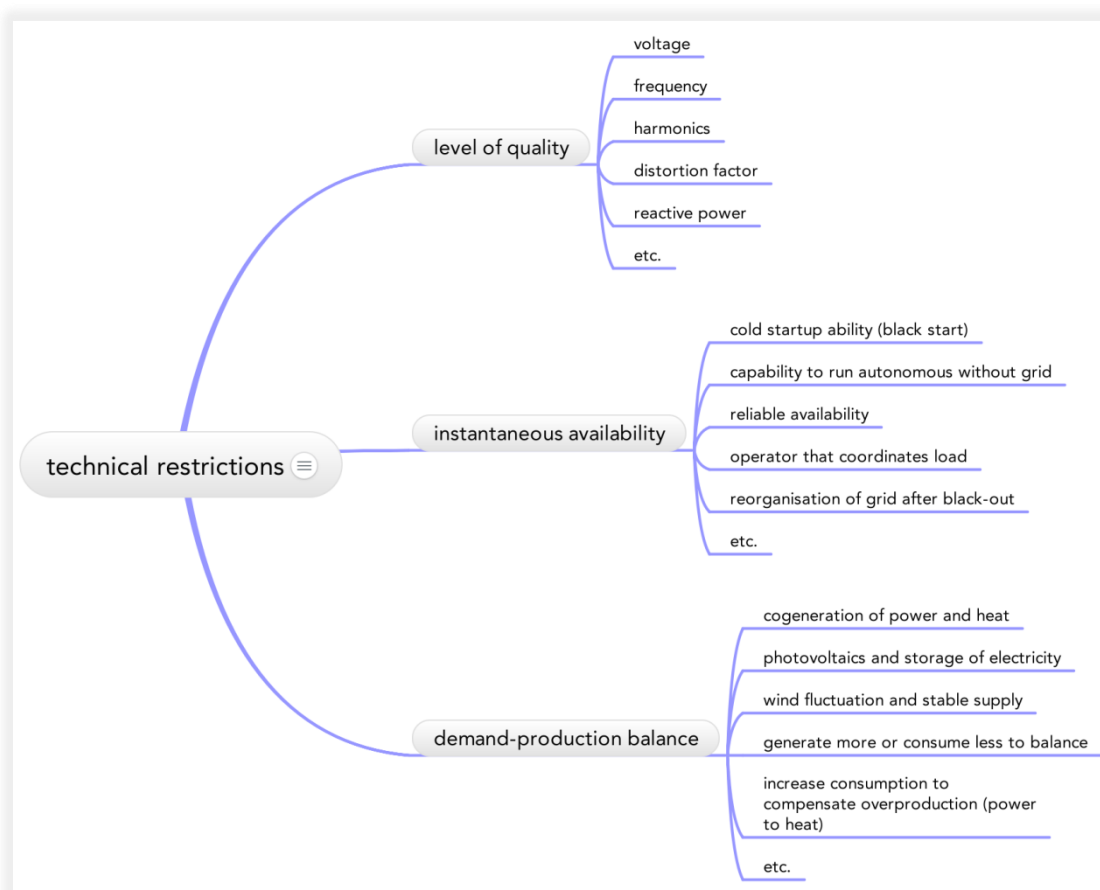 voltage
frequency
harmonics
level of quality
distortion factor
reactive power
etc.
cold startup ability (black start)
capability to run autonomous without grid
reliable availability
instantaneous availability
operator that coordinates load
technical restrictions
reorganisation of grid after black-out
etc.
cogeneration of power and heat
photovoltaics and storage of electricity
wind fluctuation and stable supply
demand-production balance
generate more or consume less to balance
increase consumption to
compensate overproduction (power
to heat)
etc.